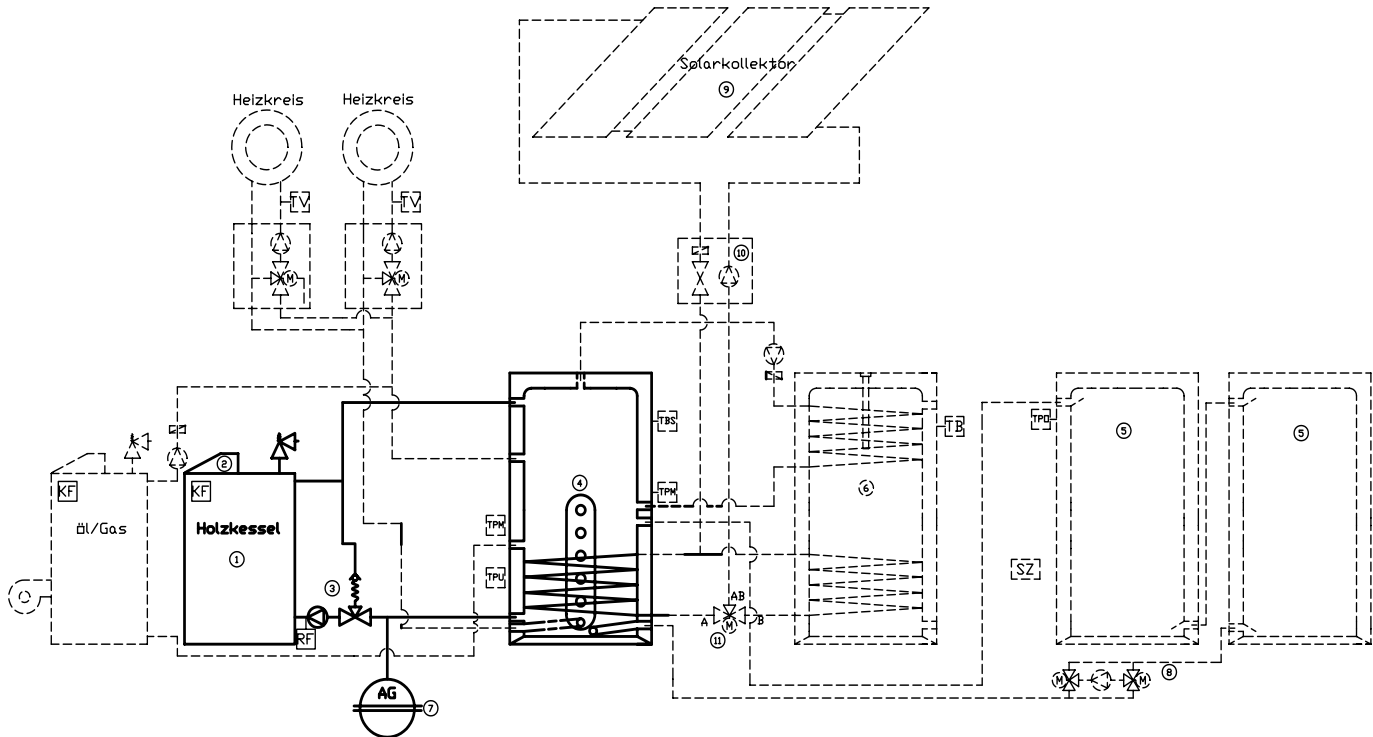 Solarkollektor
9
Heizkreis
Heizkreis
TV
TV
10
M
M
TBS
TB
TPO
5
5
2
KF
KF
4
TPM
6
öl/Gas
Holzkessel
TPM
1
SZ
3
TPU
AB
A
M
B
RF
11
8
M
M
AG
7